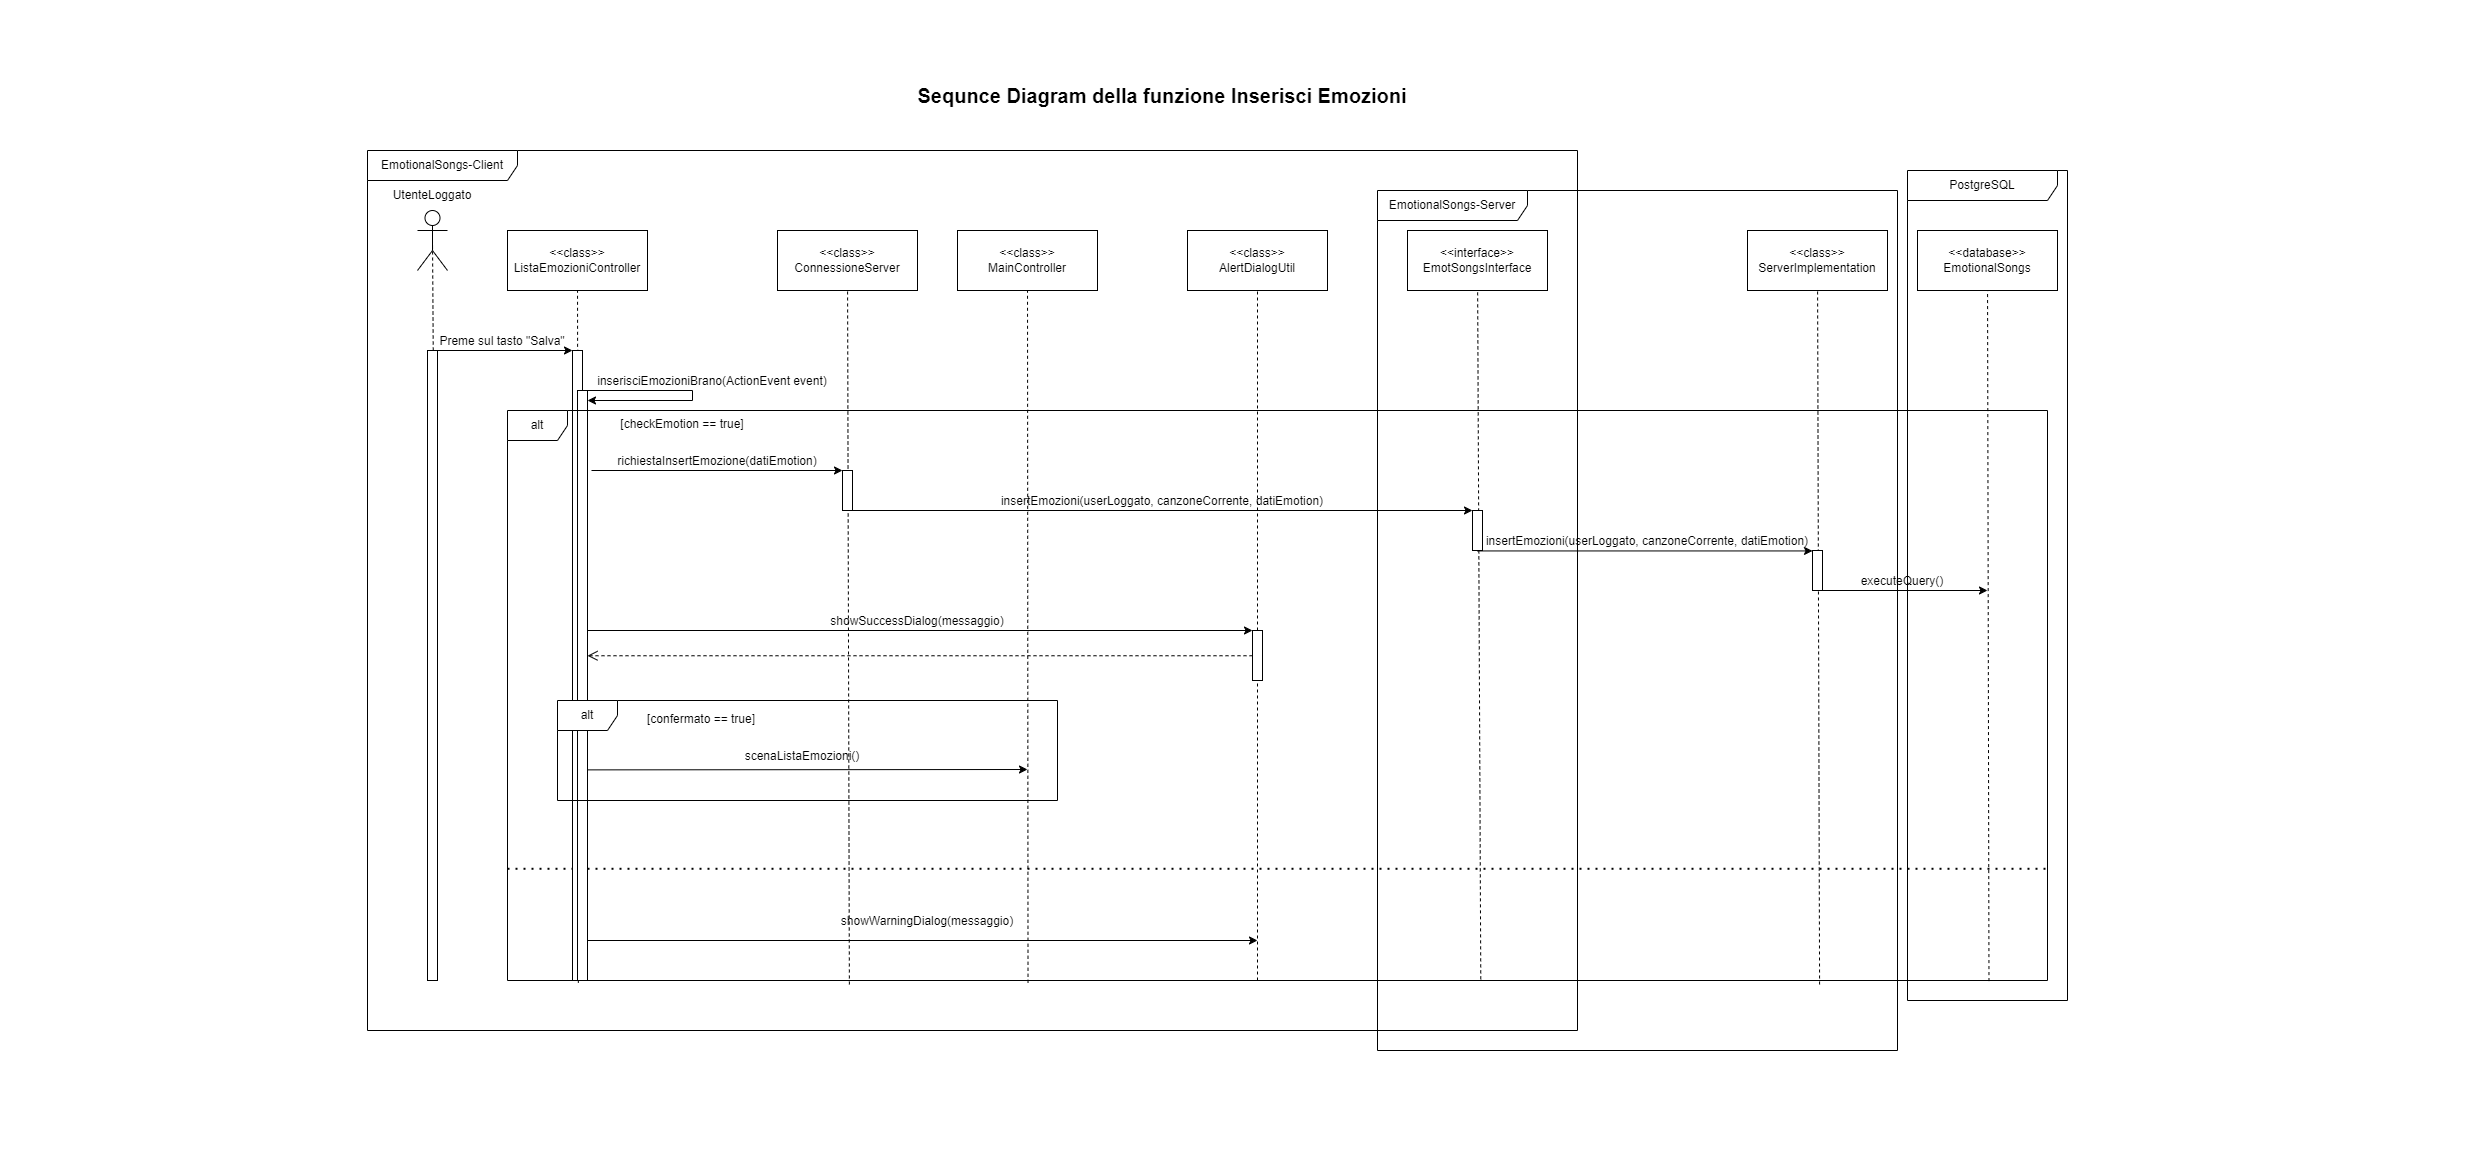 Sequnce Diagram della funzione Inserisci Emozioni
EmotionalSongs-Client
PostgreSQL
UtenteLoggato
EmotionalSongs-Server
<<class>>
ListaEmozioniController
<<class>>
ConnessioneServer
<<class>>
MainController
<<class>>
AlertDialogUtil
<<interface>>
EmotSongsInterface
<<class>>
ServerImplementation
<<database>>
EmotionalSongs
Preme sul tasto "Salva"
inserisciEmozioniBrano(ActionEvent event)
alt
[checkEmotion == true]
richiestaInsertEmozione(datiEmotion)
insertEmozioni(userLoggato, canzoneCorrente, datiEmotion)
insertEmozioni(userLoggato, canzoneCorrente, datiEmotion)
executeQuery()
showSuccessDialog(messaggio)
alt
[confermato == true]
scenaListaEmozioni()
showWarningDialog(messaggio)